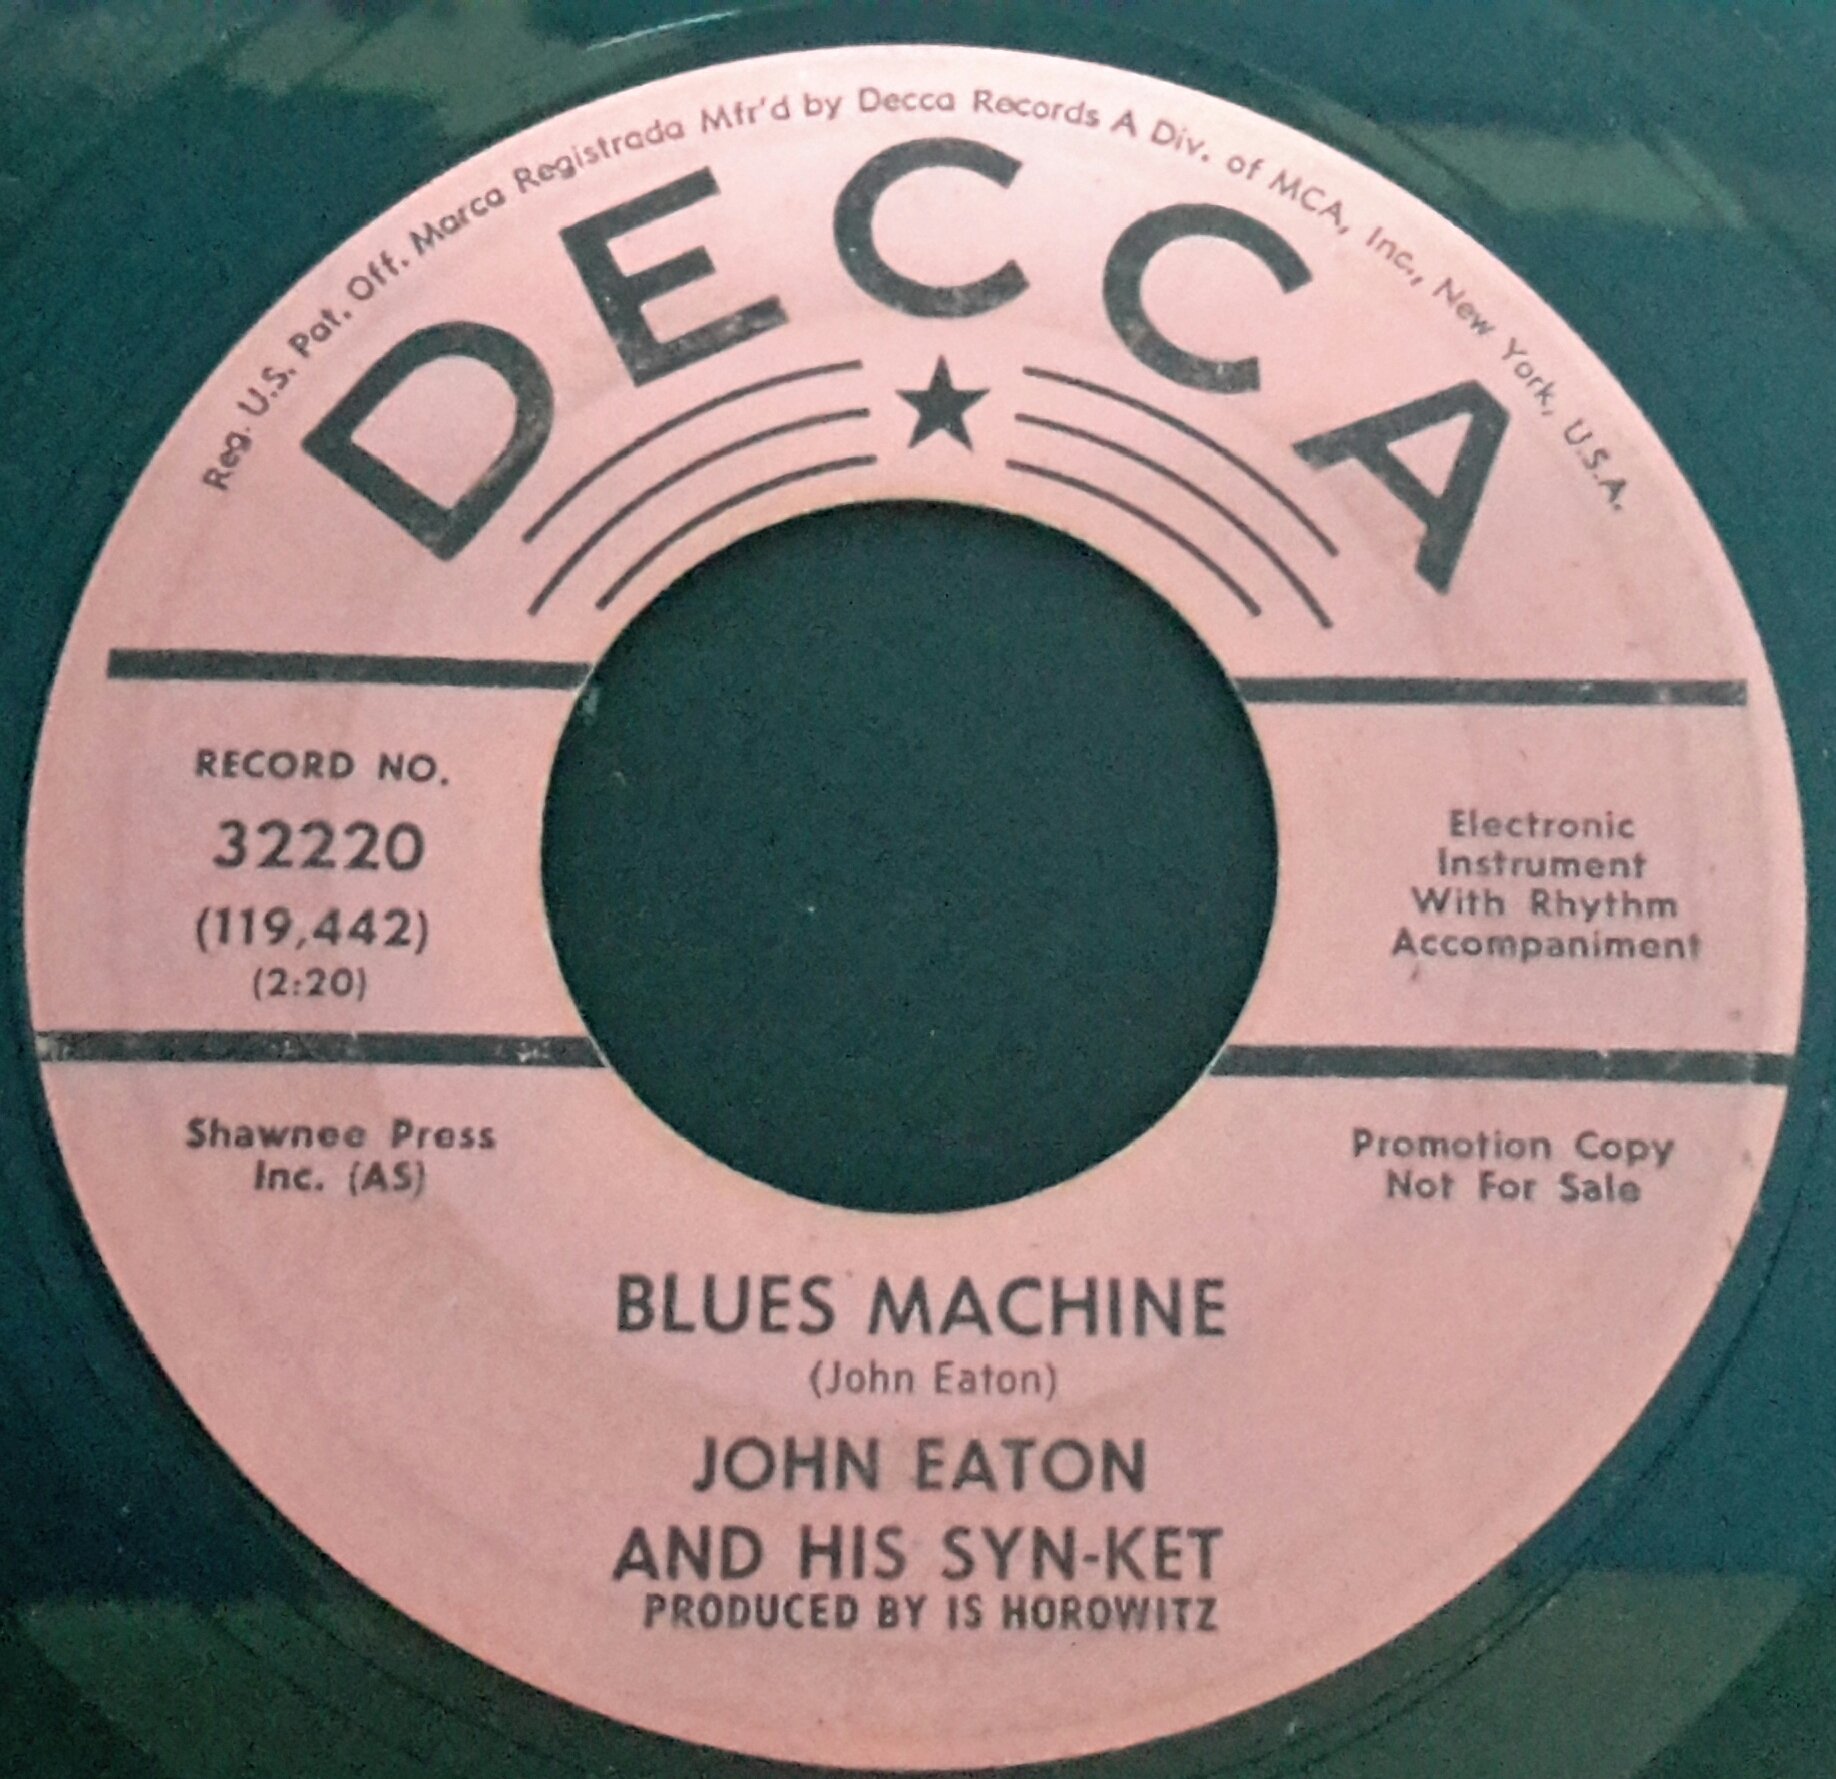 Reg. U.S. Pat. Off. Marca Registrada Mfr'd by Decca Records A Div. of MCA, Inc., New York, U.S.A.
DECCA
RECORD NO.
32220
(119,442)
(2:20)
Electronic
Instrument
With Rhythm
Accompaniment
Shawnee Press
Inc. (AS)
Promotion Copy
Not For Sale
BLUES MACHINE
(John Eaton)
JOHN EATON
AND HIS SYN-KET
PRODUCED BY IS HOROWITZ